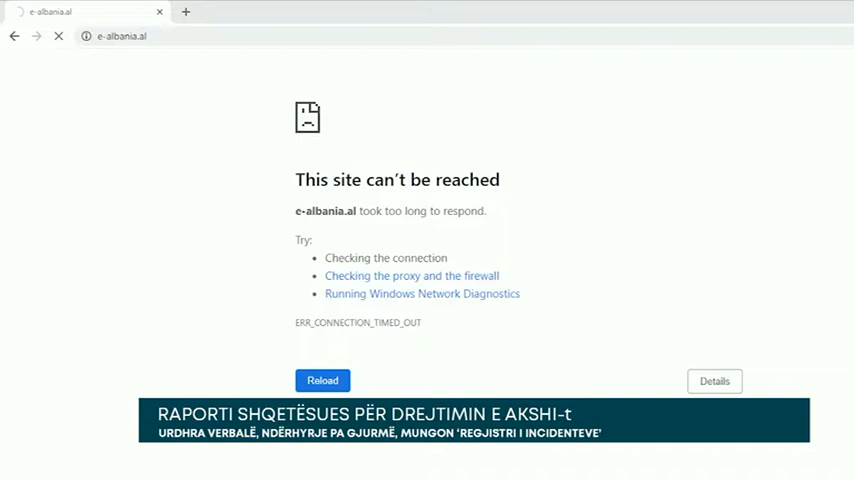 e-albania.al
e-albania.al
This site can't be reached
e-albania.al took too long to respond.
Try:
Checking the connection
Checking the proxy and the firewall
Running Windows Network Diagnostics
ERR_CONNECTION_TIMED_OUT
Reload
Details
RAPORTI SHQETËSUES PËR DREJTIMIN E AKSHI-t
URDHRA VERBALË, NDËRHYRJE PA GJURMË, MUNGON 'REGJISTRI I INCIDENTEVE'